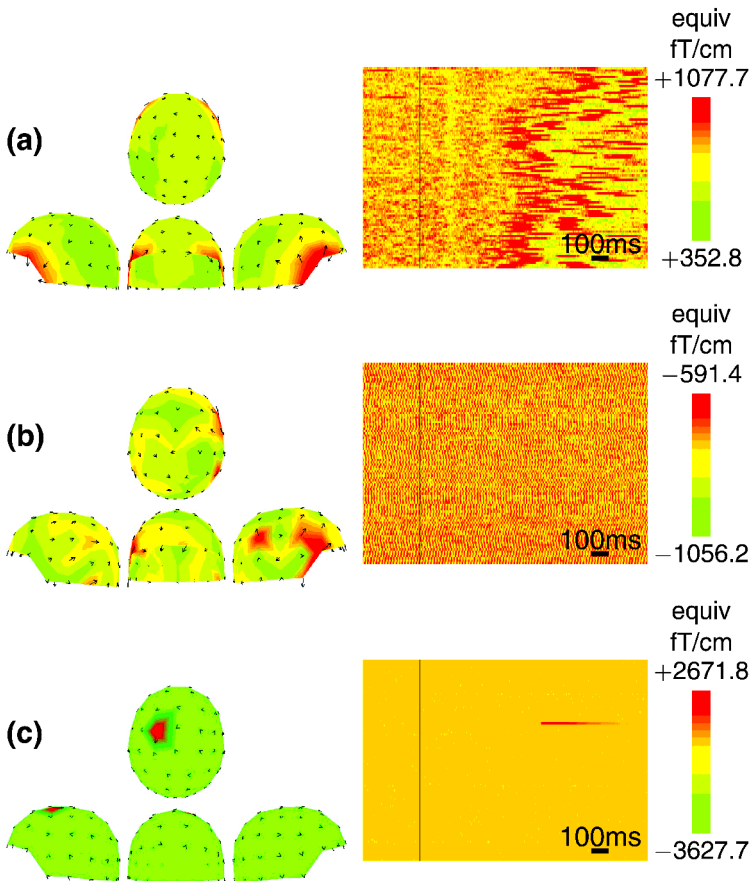 equiv
fT/cm
+1077.7
(a)
100ms
+352.8
equiv
fT/cm
−591.4
(b)
100ms
−1056.2
equiv
fT/cm
+2671.8
(c)
100ms
−3627.7